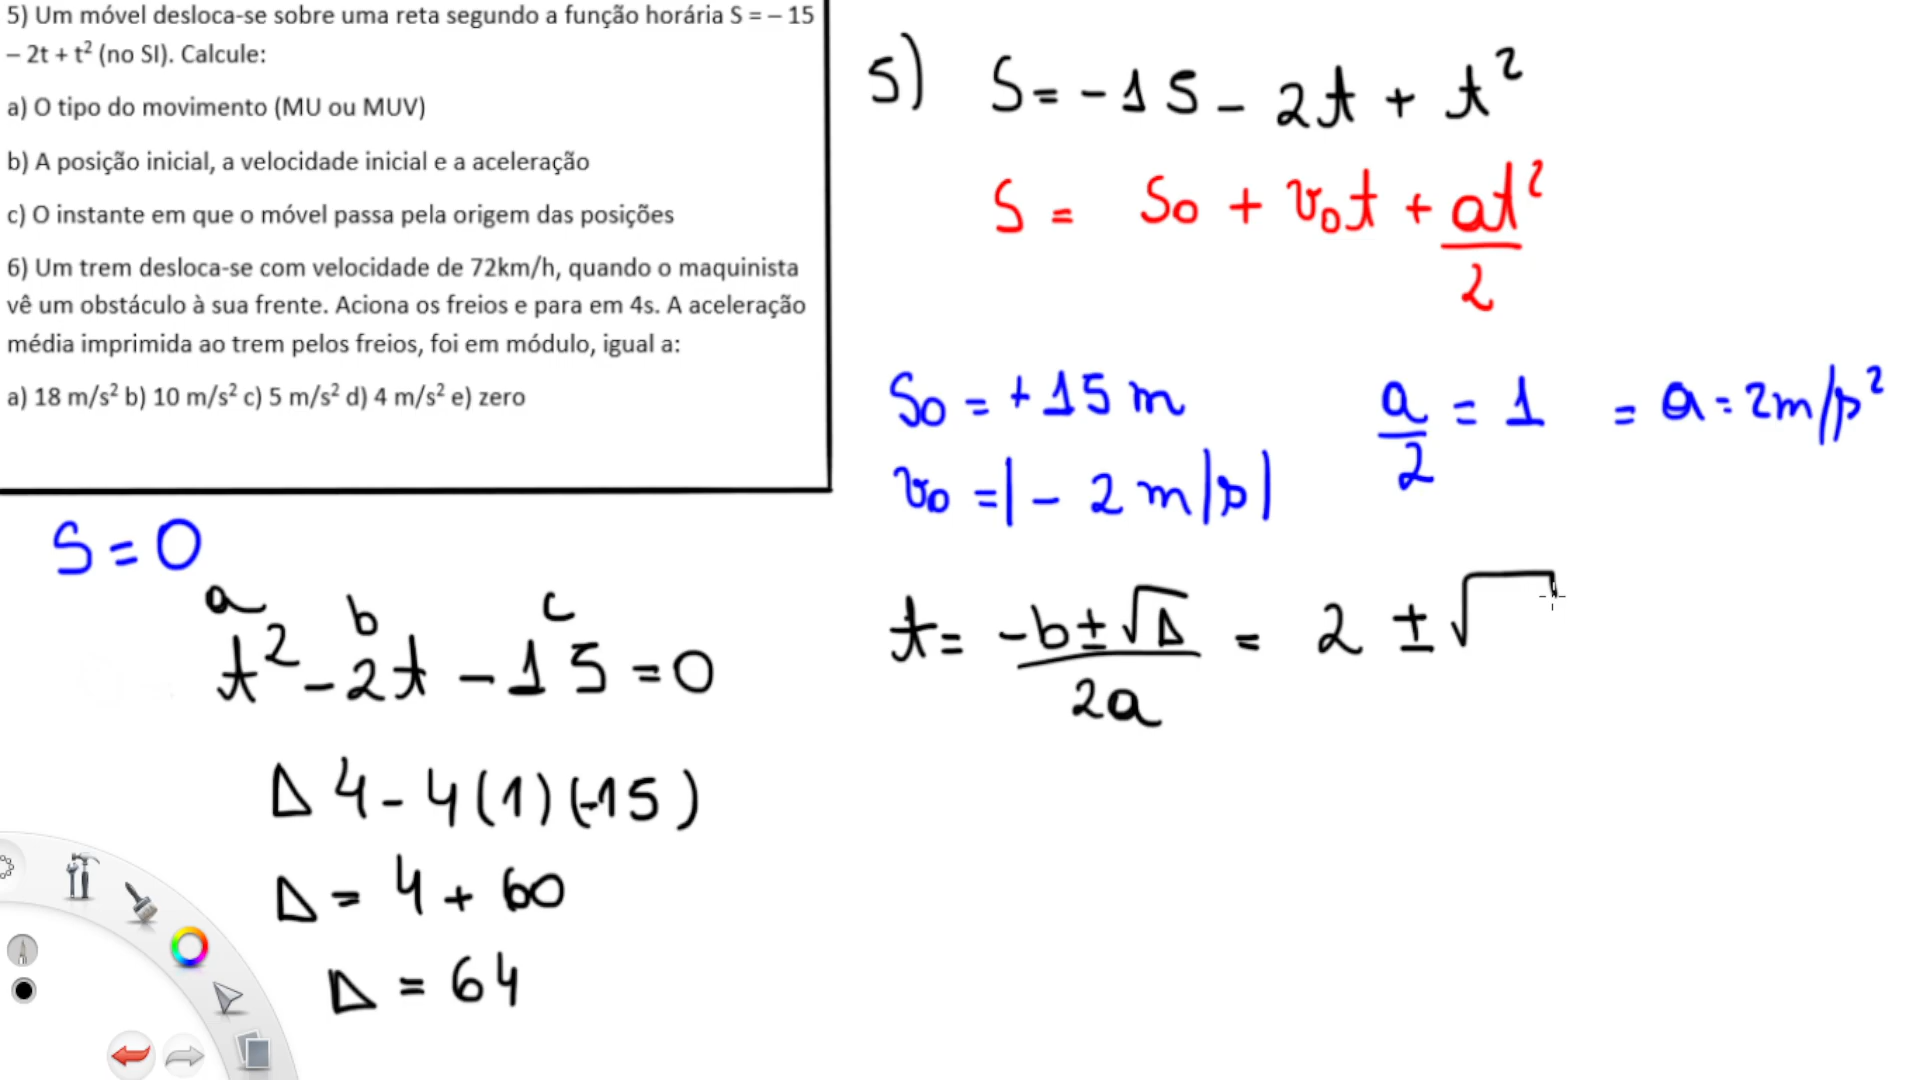 5) Um móvel desloca-se sobre uma reta segundo a função horária S = – 15
– 2t + t² (no SI). Calcule:
a) O tipo do movimento (MU ou MUV)
b) A posição inicial, a velocidade inicial e a aceleração
c) O instante em que o móvel passa pela origem das posições
6) Um trem desloca-se com velocidade de 72km/h, quando o maquinista
vê um obstáculo à sua frente. Aciona os freios e para em 4s. A aceleração
média imprimida ao trem pelos freios, foi em módulo, igual a:
a) 18 m/s² b) 10 m/s² c) 5 m/s² d) 4 m/s² e) zero
5) S = - 15 - 2t + t²
S = S₀ + v₀t + at²/2
S₀ = + 15 m
a/2 = 1 = a = 2m/s²
v₀ = |- 2 m/s|
S = 0
a b c
t² - 2t - 15 = 0
Δ 4 - 4(1)(-15)
Δ = 4 + 60
Δ = 64
t = -b ± √Δ / 2a = 2 ± √